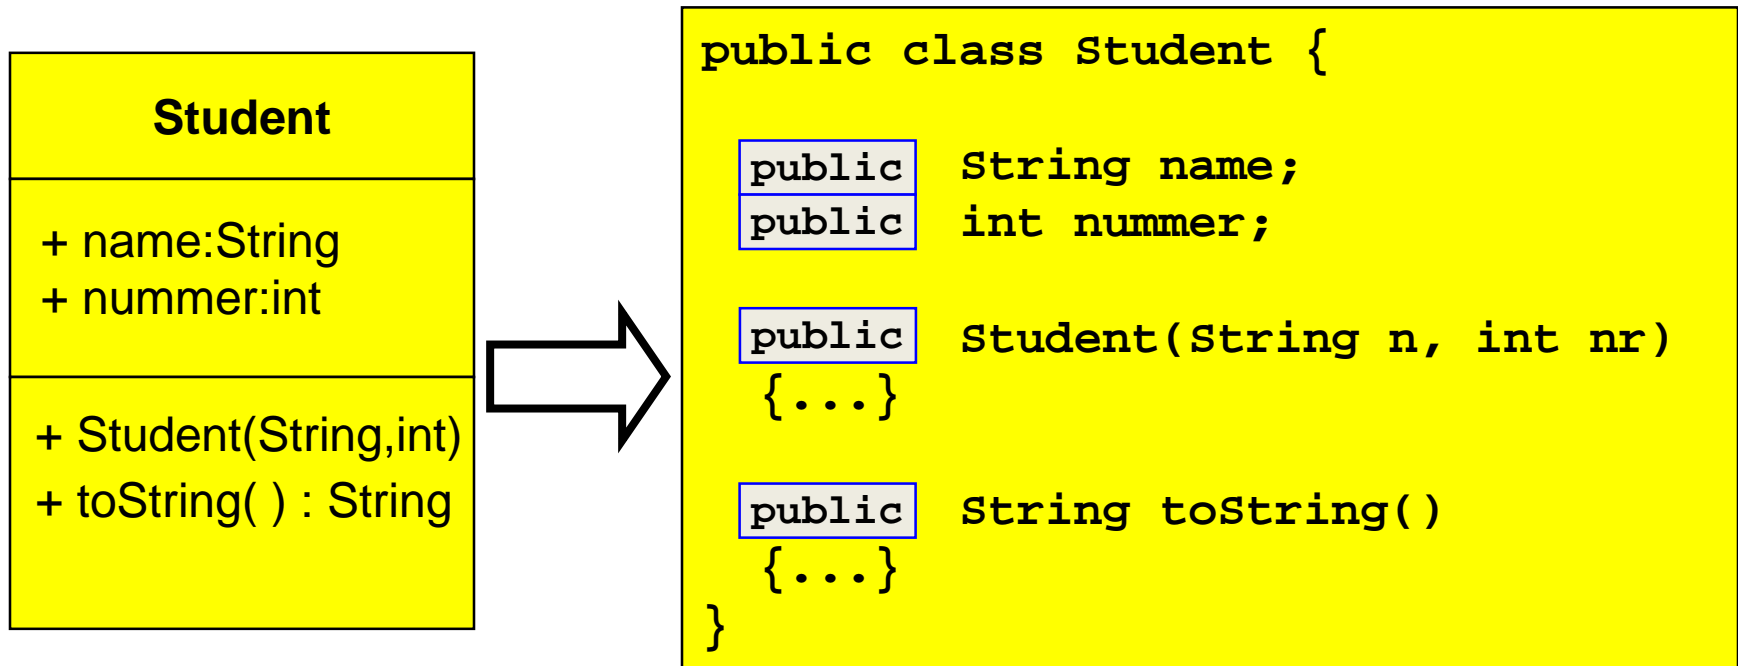 Student
+ name:String
+ nummer:int
+ Student(String,int)
+ toString( ) : String
public class Student {
public String name;
public int nummer;
public Student(String n, int nr)
{...}
public String toString()
{...}
}